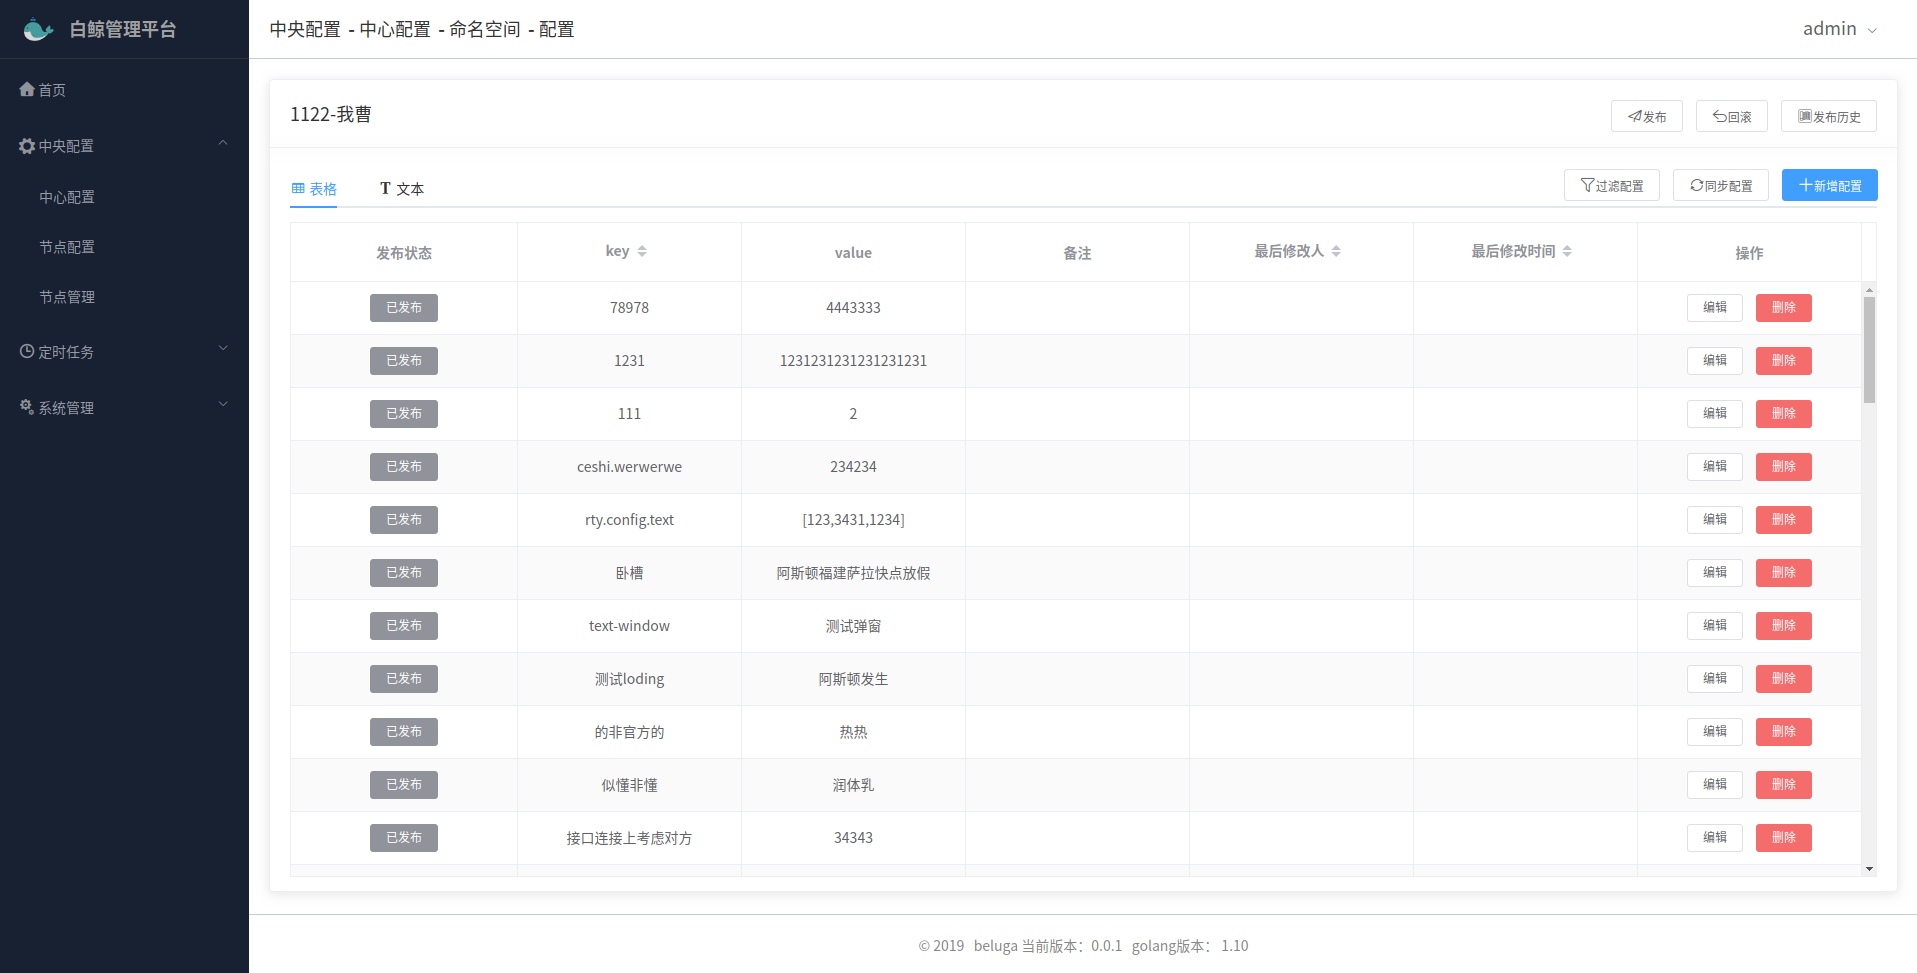 白鲸管理平台
中央配置 - 中心配置 - 命名空间 - 配置
admin
首页
中央配置
中心配置
节点配置
节点管理
定时任务
系统管理
1122-我曹
发布 回滚 发布历史
表格 T 文本
过滤配置 同步配置 新增配置
发布状态 key value 备注 最后修改人 最后修改时间 操作
已发布 78978 4443333 编辑 删除
已发布 1231 1231231231231231231 编辑 删除
已发布 111 2 编辑 删除
已发布 ceshi.werwerwe 234234 编辑 删除
已发布 rty.config.text [123,3431,1234] 编辑 删除
已发布 卧槽 阿斯顿福建萨拉快点放假 编辑 删除
已发布 text-window 测试弹窗 编辑 删除
已发布 测试loding 阿斯顿发生 编辑 删除
已发布 的非官方的 热热 编辑 删除
已发布 似懂非懂 润体乳 编辑 删除
已发布 接口连接上考虑对方 34343 编辑 删除
© 2019 beluga 当前版本：0.0.1 golang版本： 1.10